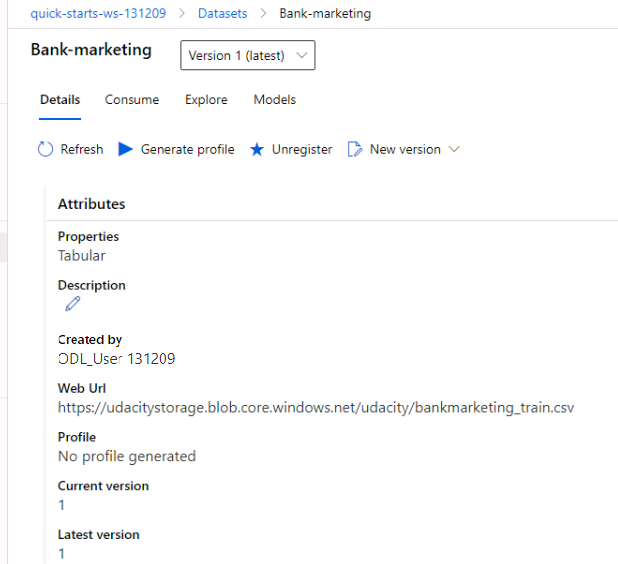 quick-starts-ws-131209 > Datasets > Bank-marketing
Bank-marketing Version 1 (latest)
Details Consume Explore Models
Refresh Generate profile Unregister New version
Attributes
Properties
Tabular
Description
Created by
ODL_User 131209
Web Url
https://udacitystorage.blob.core.windows.net/udacity/bankmarketing_train.csv
Profile
No profile generated
Current version
1
Latest version
1